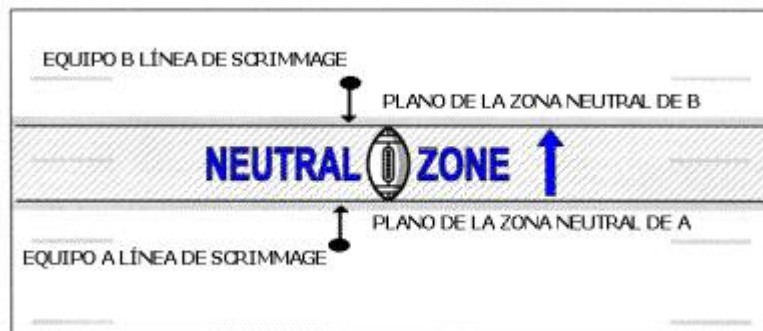 EQUIPO B LÍNEA DE SCRIMMAGE
PLANO DE LA ZONA NEUTRAL DE B
NEUTRAL ZONE
PLANO DE LA ZONA NEUTRAL DE A
EQUIPO A LÍNEA DE SCRIMMAGE